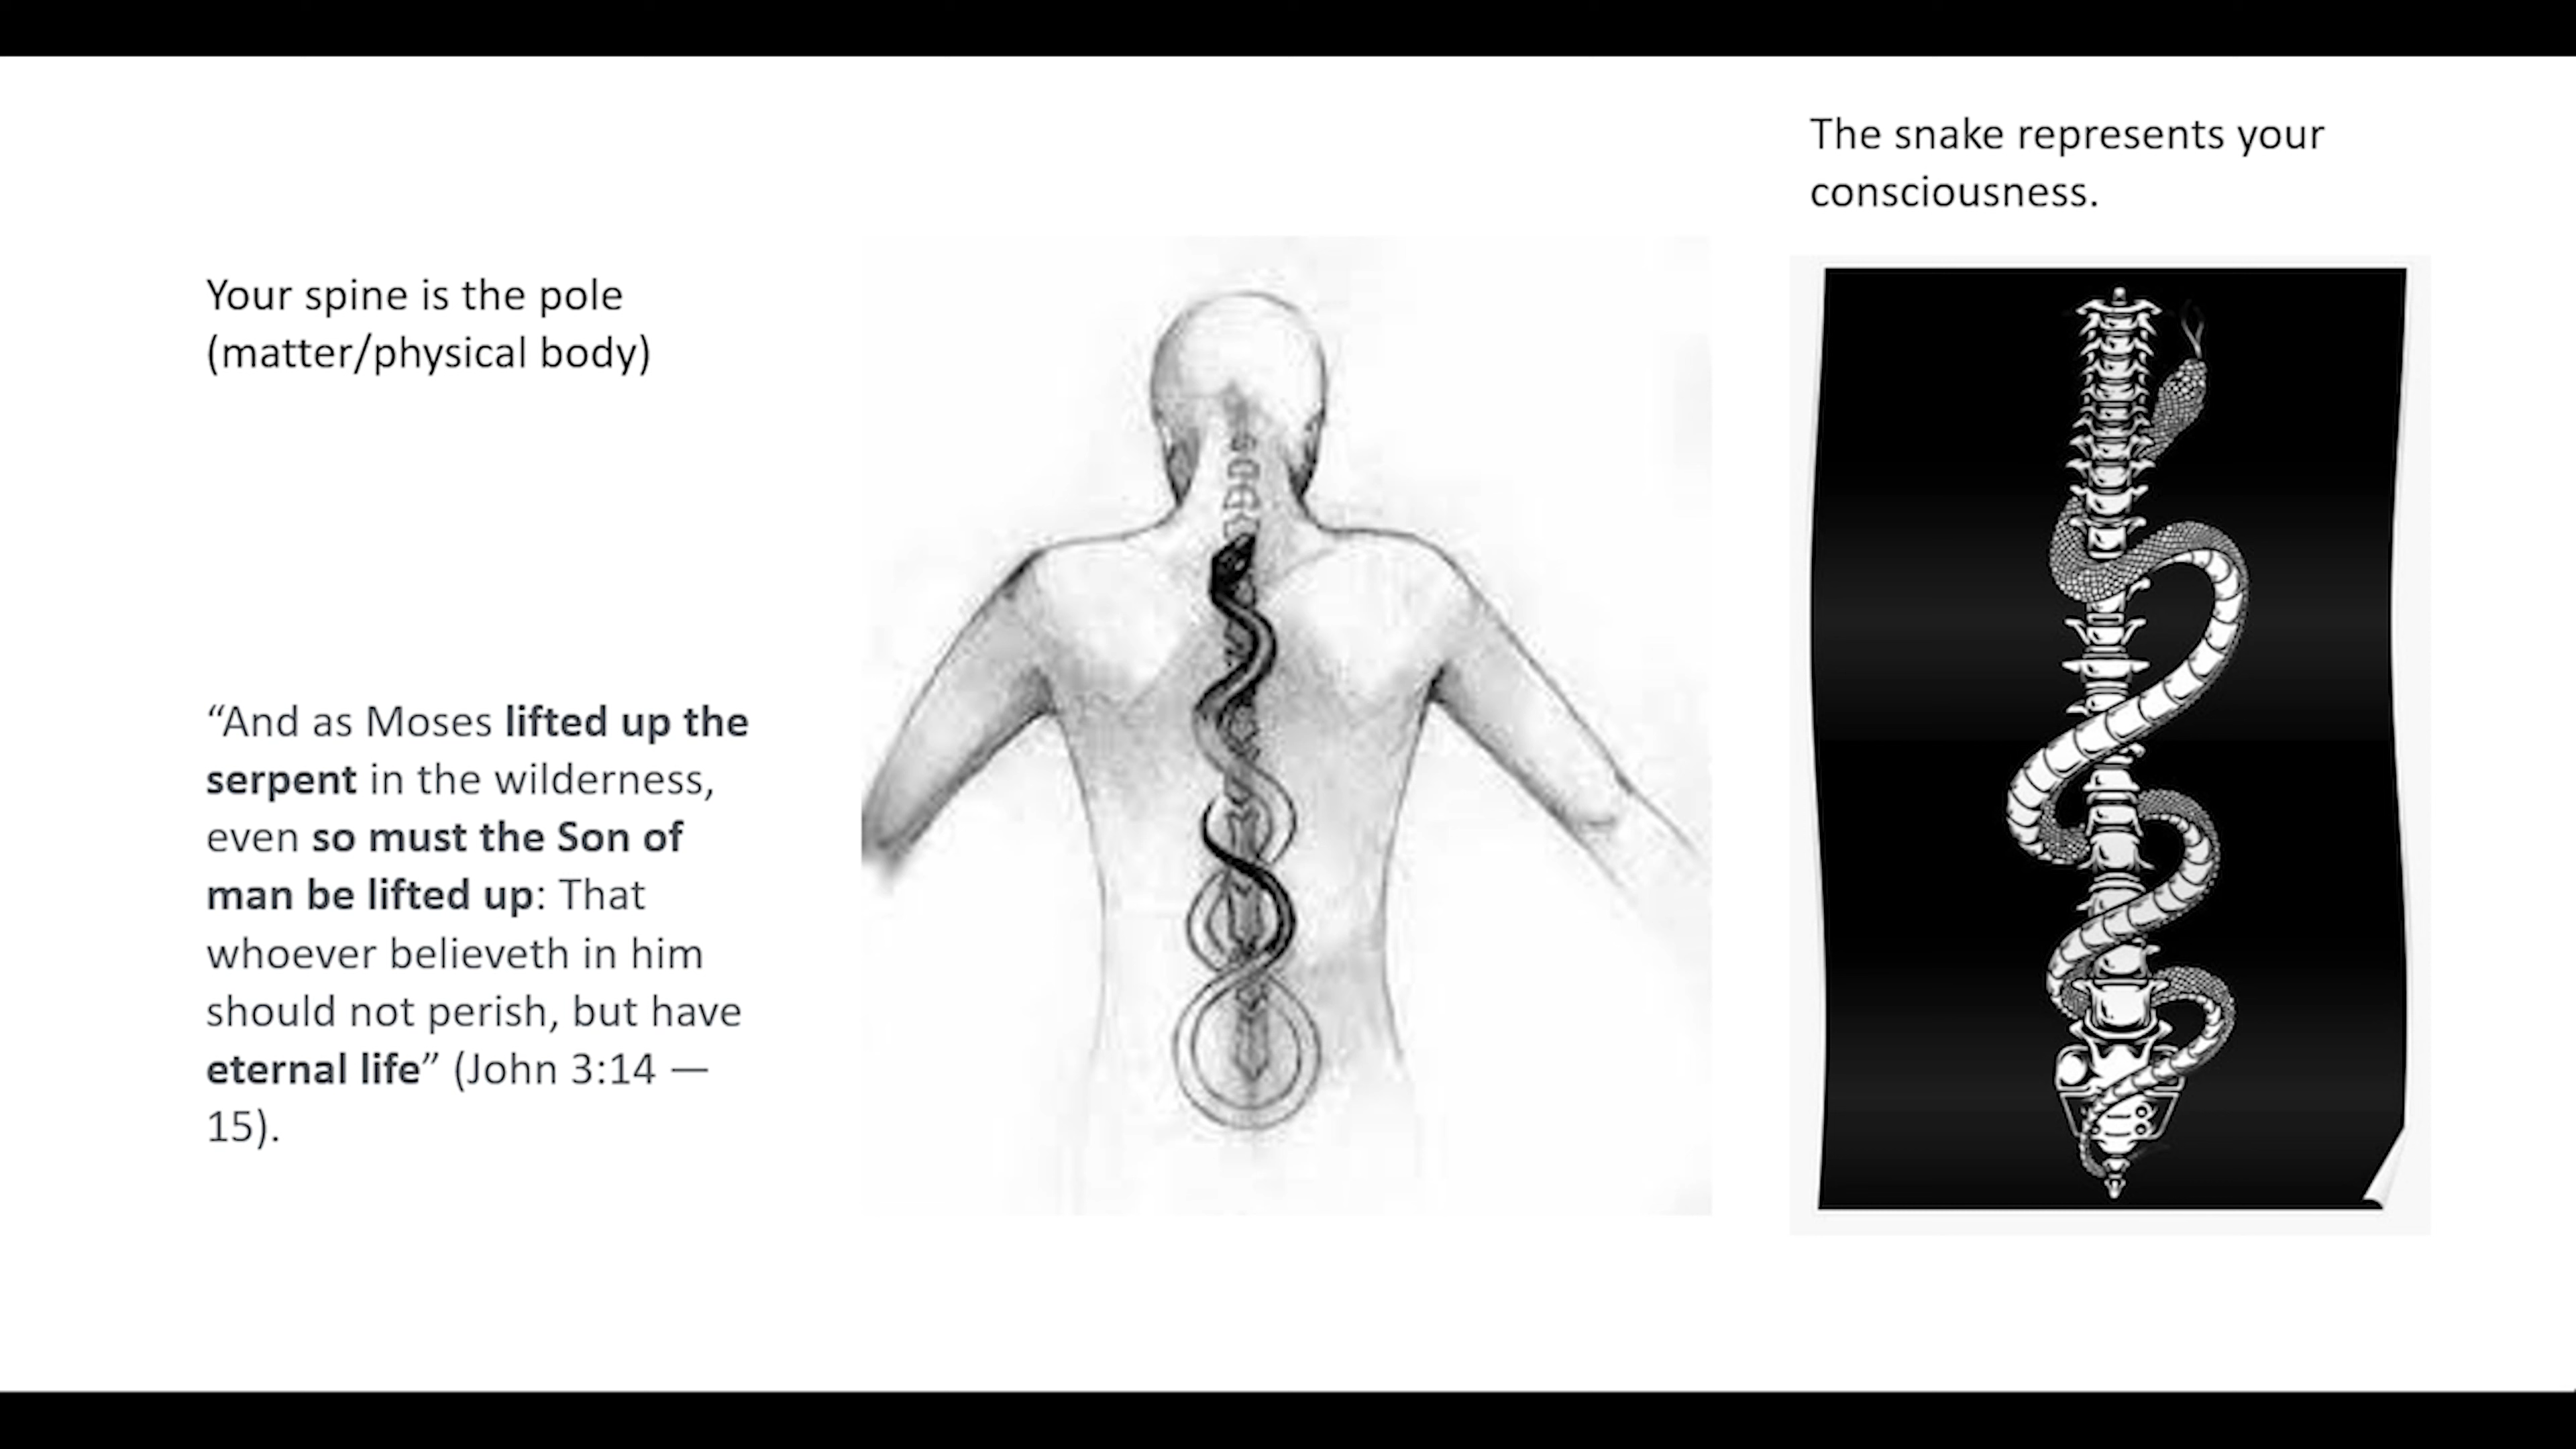 The snake represents your
consciousness.
Your spine is the pole
(matter/physical body)
“And as Moses lifted up the
serpent in the wilderness,
even so must the Son of
man be lifted up: That
whoever believeth in him
should not perish, but have
eternal life” (John 3:14 —
15).